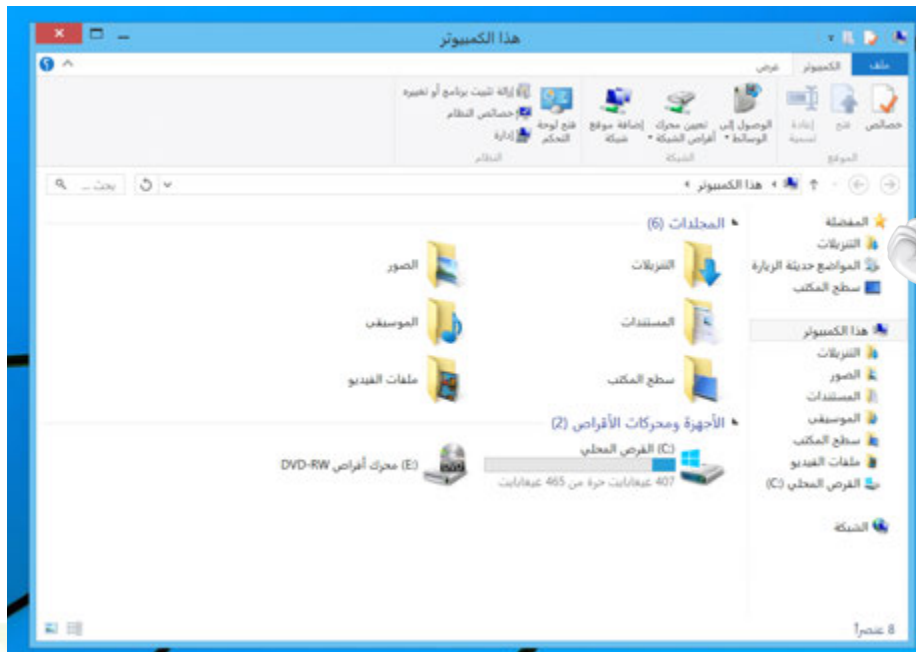 هذا الكمبيوتر
ملف
الكمبيوتر
عرض
خصائص
فتح
إعادة تسمية
الموقع
الوصول إلى الوسائط
تعيين محرك أقراص الشبكة
إضافة موقع شبكة
الشبكة
فتح لوحة التحكم
إزالة تثبيت برنامج أو تغييره
خصائص النظام
إدارة
النظام
هذا الكمبيوتر
بحث ...
المفضلة
التنزيلات
المواضع حديثة الزيارة
سطح المكتب
هذا الكمبيوتر
التنزيلات
الصور
المستندات
الموسيقى
سطح المكتب
ملفات الفيديو
القرص المحلي (C:)
الشبكة
المجلدات (6)
التنزيلات
الصور
المستندات
الموسيقى
سطح المكتب
ملفات الفيديو
الأجهزة ومحركات الأقراص (2)
القرص المحلي (C:)
407 غيغابايت حرة من 465 غيغابايت
محرك أقراص DVD-RW (E:)
8 عنصراً